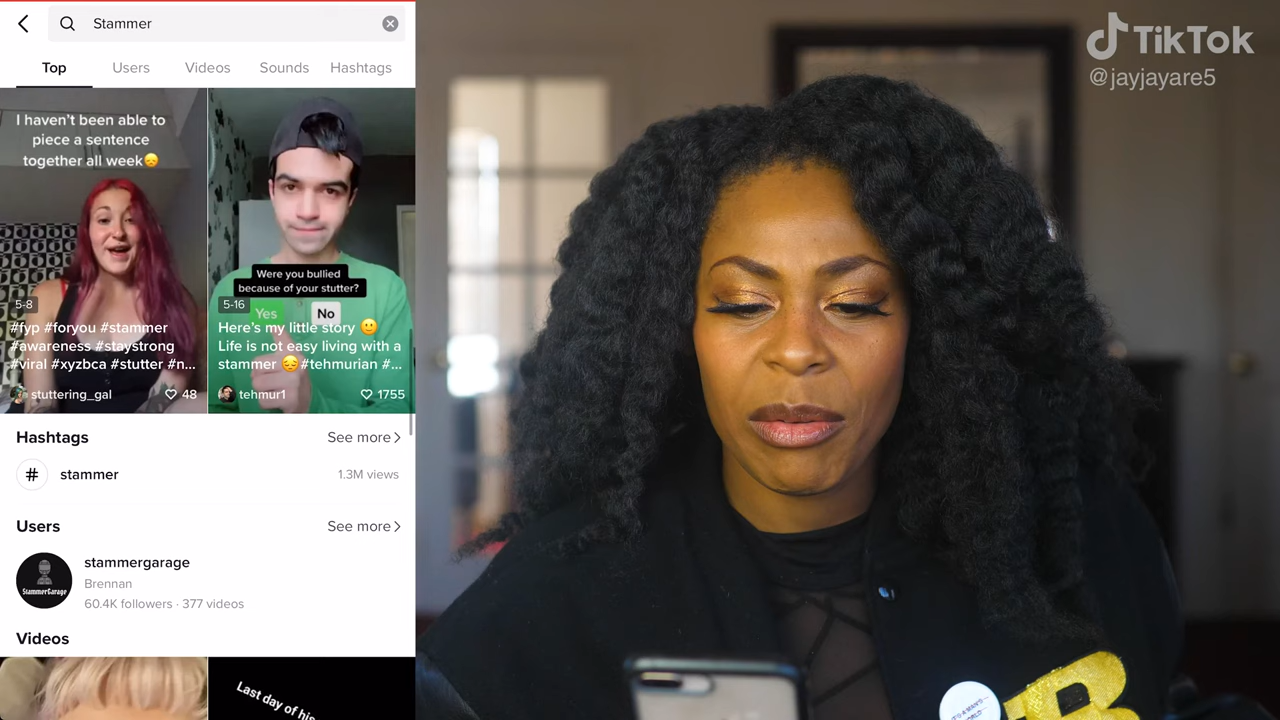 Stammer
Top
Users
Videos
Sounds
Hashtags
I haven't been able to
piece a sentence
together all week😞
5-8
#fyp #foryou #stammer
#awareness #staystrong
#viral #xyzbca #stutter #n...
stuttering_gal
48
Were you bullied
because of your stutter?
5-16
Yes
No
Here's my little story 🙂
Life is not easy living with a
stammer 😔#tehmurian #...
tehmur1
1755
Hashtags
See more
# stammer
1.3M views
Users
See more
StammerGarage
stammergarage
Brennan
60.4K followers · 377 videos
Videos
Last day of his
TikTok
@jayjayare5
B